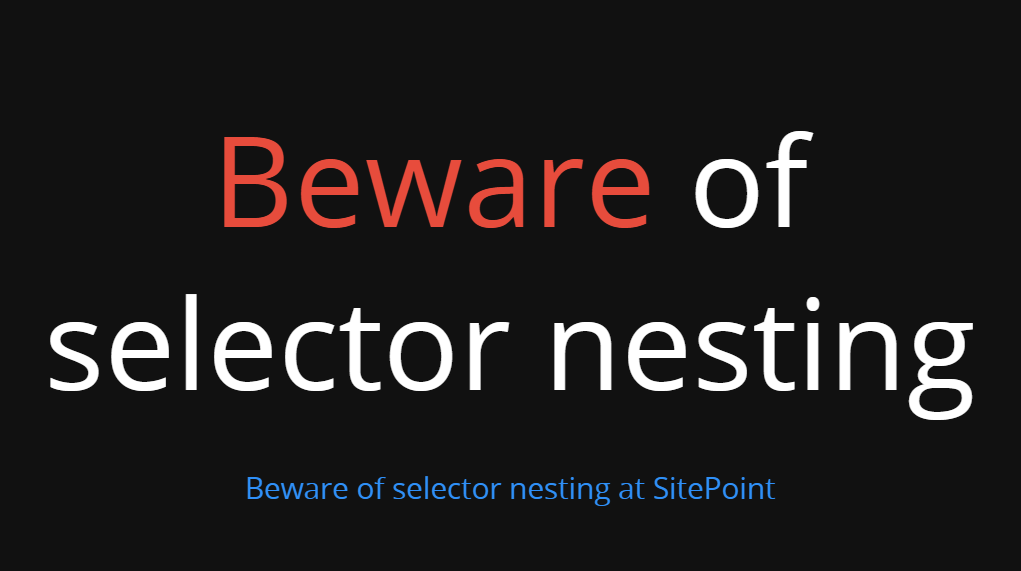 Beware of
selector nesting
Beware of selector nesting at SitePoint